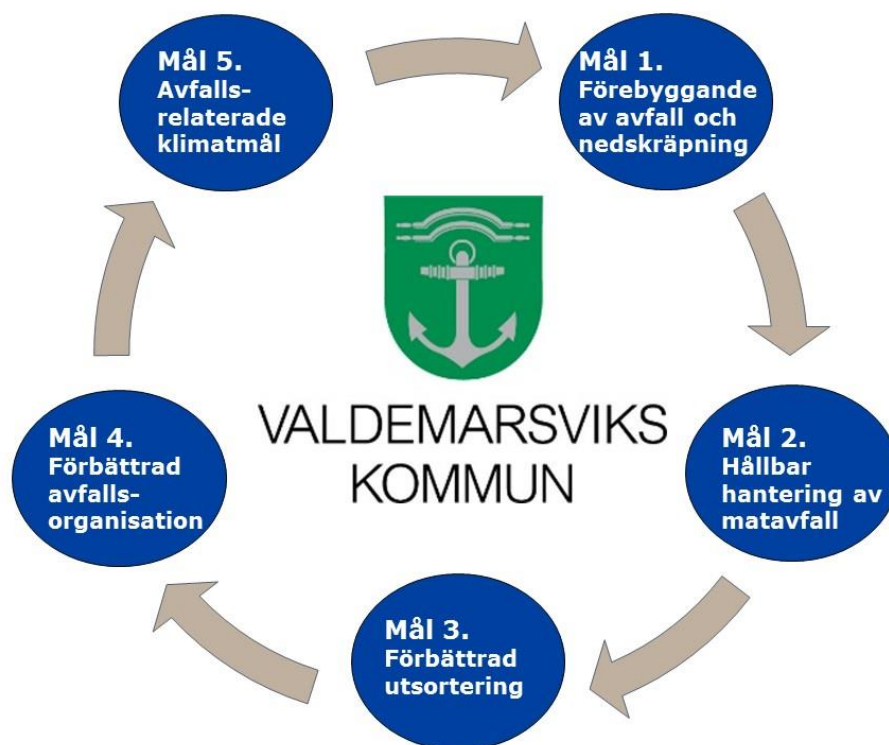 Mål 1.
Förebyggande
av avfall och
nedskräpning
Mål 2.
Hållbar
hantering av
matavfall
Mål 3.
Förbättrad
utsortering
Mål 4.
Förbättrad
avfalls-
organisation
Mål 5.
Avfalls-
relaterade
klimatmål
VALDEMARSVIKS
KOMMUN